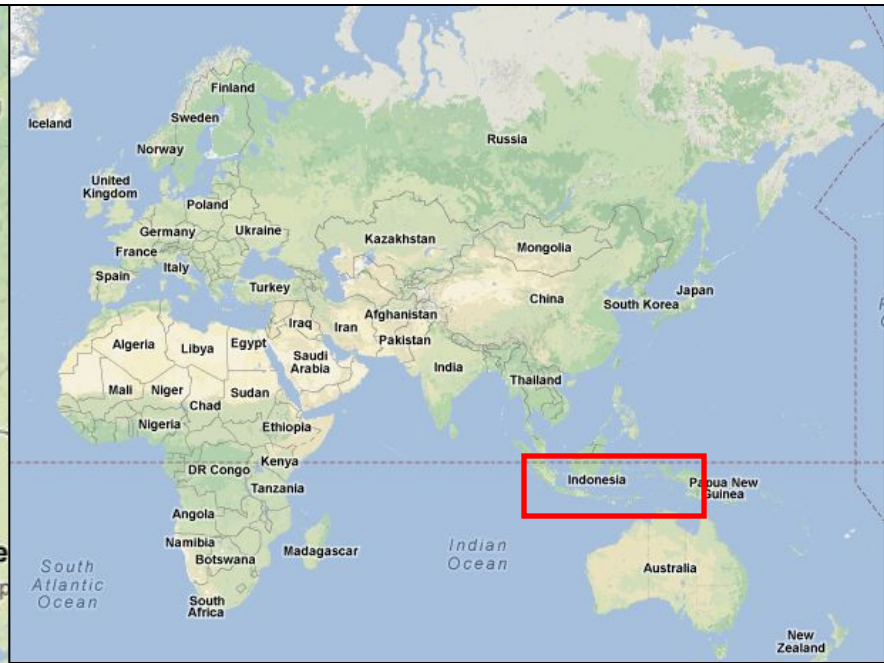 Finland
Iceland
Sweden
Russia
Norway
United
Kingdom
Poland
Germany
Ukraine
France
Kazakhstan
Mongolia
Italy
Spain
Turkey
China
Japan
South Korea
Afghanistan
Iraq
Iran
Pakistan
Algeria
Libya
Egypt
Saudi
Arabia
India
Thailand
Mali
Niger
Sudan
Chad
Nigeria
Ethiopia
Kenya
DR Congo
Indonesia
Papua New
Guinea
Tanzania
Angola
Namibia
Botswana
Madagascar
Indian
Ocean
Australia
South
Atlantic
Ocean
South
Africa
New
Zealand